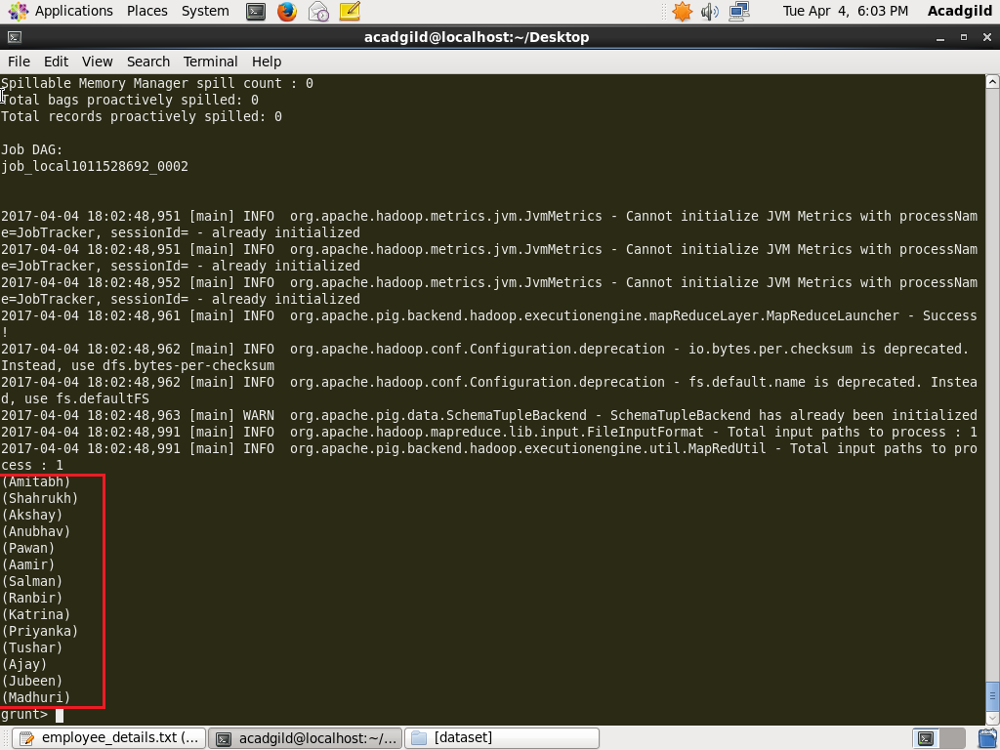 Applications Places System Tue Apr 4, 6:03 PM Acadgild
acadgild@localhost:~/Desktop
File Edit View Search Terminal Help
Spillable Memory Manager spill count : 0
Total bags proactively spilled: 0
Total records proactively spilled: 0
Job DAG:
job_local1011528692_0002
2017-04-04 18:02:48,951 [main] INFO  org.apache.hadoop.metrics.jvm.JvmMetrics - Cannot initialize JVM Metrics with processNam
e=JobTracker, sessionId= - already initialized
2017-04-04 18:02:48,951 [main] INFO  org.apache.hadoop.metrics.jvm.JvmMetrics - Cannot initialize JVM Metrics with processNam
e=JobTracker, sessionId= - already initialized
2017-04-04 18:02:48,952 [main] INFO  org.apache.hadoop.metrics.jvm.JvmMetrics - Cannot initialize JVM Metrics with processNam
e=JobTracker, sessionId= - already initialized
2017-04-04 18:02:48,961 [main] INFO  org.apache.pig.backend.hadoop.executionengine.mapReduceLayer.MapReduceLauncher - Success
!
2017-04-04 18:02:48,962 [main] INFO  org.apache.hadoop.conf.Configuration.deprecation - io.bytes.per.checksum is deprecated.
Instead, use dfs.bytes-per-checksum
2017-04-04 18:02:48,962 [main] INFO  org.apache.hadoop.conf.Configuration.deprecation - fs.default.name is deprecated. Instea
d, use fs.defaultFS
2017-04-04 18:02:48,963 [main] WARN  org.apache.pig.data.SchemaTupleBackend - SchemaTupleBackend has already been initialized
2017-04-04 18:02:48,991 [main] INFO  org.apache.hadoop.mapreduce.lib.input.FileInputFormat - Total input paths to process : 1
2017-04-04 18:02:48,991 [main] INFO  org.apache.pig.backend.hadoop.executionengine.util.MapRedUtil - Total input paths to pro
cess : 1
(Amitabh)
(Shahrukh)
(Akshay)
(Anubhav)
(Pawan)
(Aamir)
(Salman)
(Ranbir)
(Katrina)
(Priyanka)
(Tushar)
(Ajay)
(Jubeen)
(Madhuri)
grunt>
employee_details.txt (... acadgild@localhost:~/... [dataset]